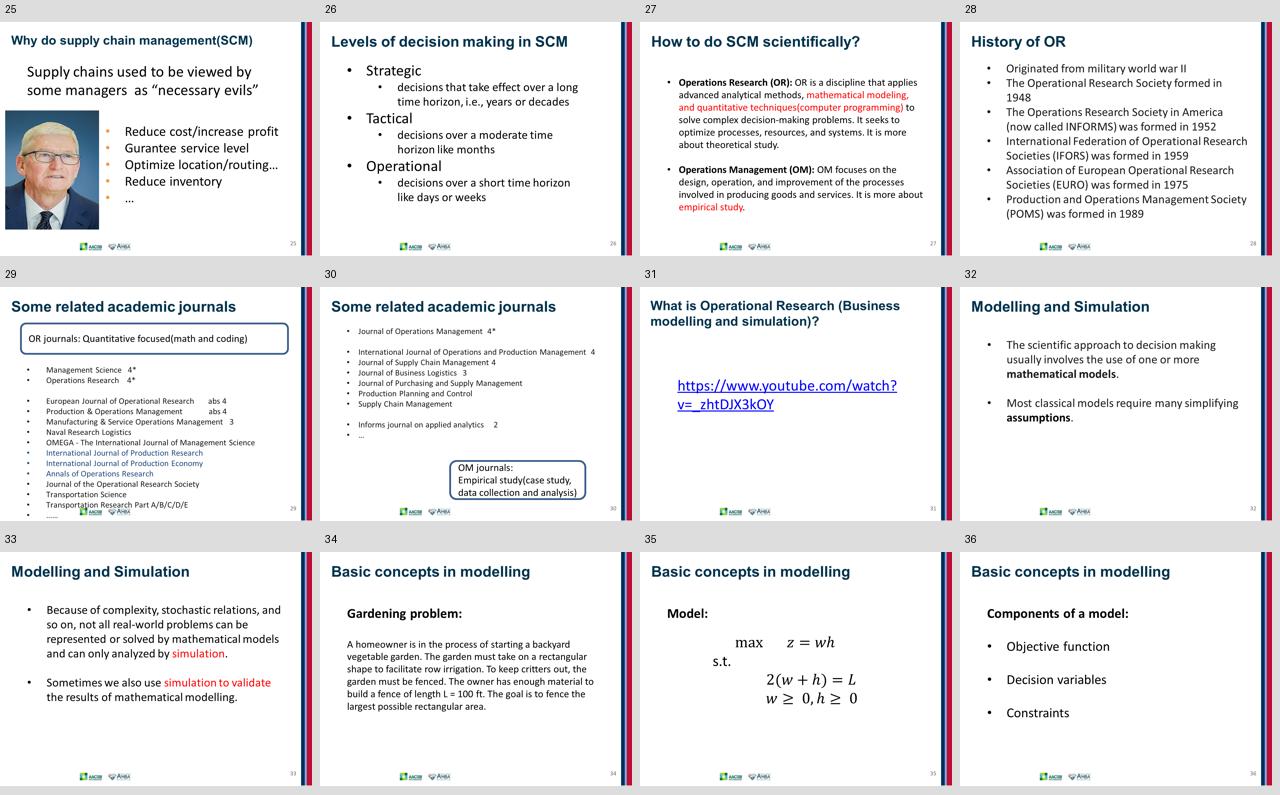 25
Why do supply chain management(SCM)
Supply chains used to be viewed by
some managers as “necessary evils”
• Reduce cost/increase profit
• Gurantee service level
• Optimize location/routing...
• Reduce inventory
• ...
AACSB AMBA
25
26
Levels of decision making in SCM
• Strategic
• decisions that take effect over a long
time horizon, i.e., years or decades
• Tactical
• decisions over a moderate time
horizon like months
• Operational
• decisions over a short time horizon
like days or weeks
AACSB AMBA
26
27
How to do SCM scientifically?
• Operations Research (OR): OR is a discipline that applies
advanced analytical methods, mathematical modeling,
and quantitative techniques(computer programming) to
solve complex decision-making problems. It seeks to
optimize processes, resources, and systems. It is more
about theoretical study.
• Operations Management (OM): OM focuses on the
design, operation, and improvement of the processes
involved in producing goods and services. It is more about
empirical study.
AACSB AMBA
27
28
History of OR
• Originated from military world war II
• The Operational Research Society formed in
1948
• The Operations Research Society in America
(now called INFORMS) was formed in 1952
• International Federation of Operational Research
Societies (IFORS) was formed in 1959
• Association of European Operational Research
Societies (EURO) was formed in 1975
• Production and Operations Management Society
(POMS) was formed in 1989
AACSB AMBA
28
29
Some related academic journals
OR journals: Quantitative focused(math and coding)
• Management Science 4*
• Operations Research 4*
• European Journal of Operational Research abs 4
• Production & Operations Management abs 4
• Manufacturing & Service Operations Management 3
• Naval Research Logistics
• OMEGA - The International Journal of Management Science
• International Journal of Production Research
• International Journal of Production Economy
• Annals of Operations Research
• Journal of the Operational Research Society
• Transportation Science
• Transportation Research Part A/B/C/D/E
• ......
AACSB AMBA
29
30
Some related academic journals
• Journal of Operations Management 4*
• International Journal of Operations and Production Management 4
• Journal of Supply Chain Management 4
• Journal of Business Logistics 3
• Journal of Purchasing and Supply Management
• Production Planning and Control
• Supply Chain Management
• Informs journal on applied analytics 2
• ...
OM journals:
Empirical study(case study,
data collection and analysis)
AACSB AMBA
30
31
What is Operational Research (Business
modelling and simulation)?
https://www.youtube.com/watch?
v=_zhtDJX3kOY
AACSB AMBA
31
32
Modelling and Simulation
• The scientific approach to decision making
usually involves the use of one or more
mathematical models.
• Most classical models require many simplifying
assumptions.
AACSB AMBA
32
33
Modelling and Simulation
• Because of complexity, stochastic relations, and
so on, not all real-world problems can be
represented or solved by mathematical models
and can only analyzed by simulation.
• Sometimes we also use simulation to validate
the results of mathematical modelling.
AACSB AMBA
33
34
Basic concepts in modelling
Gardening problem:
A homeowner is in the process of starting a backyard
vegetable garden. The garden must take on a rectangular
shape to facilitate row irrigation. To keep critters out, the
garden must be fenced. The owner has enough material to
build a fence of length L = 100 ft. The goal is to fence the
largest possible rectangular area.
AACSB AMBA
34
35
Basic concepts in modelling
Model:
max z = wh
s.t.
2(w + h) = L
w ≥ 0, h ≥ 0
AACSB AMBA
35
36
Basic concepts in modelling
Components of a model:
• Objective function
• Decision variables
• Constraints
AACSB AMBA
36